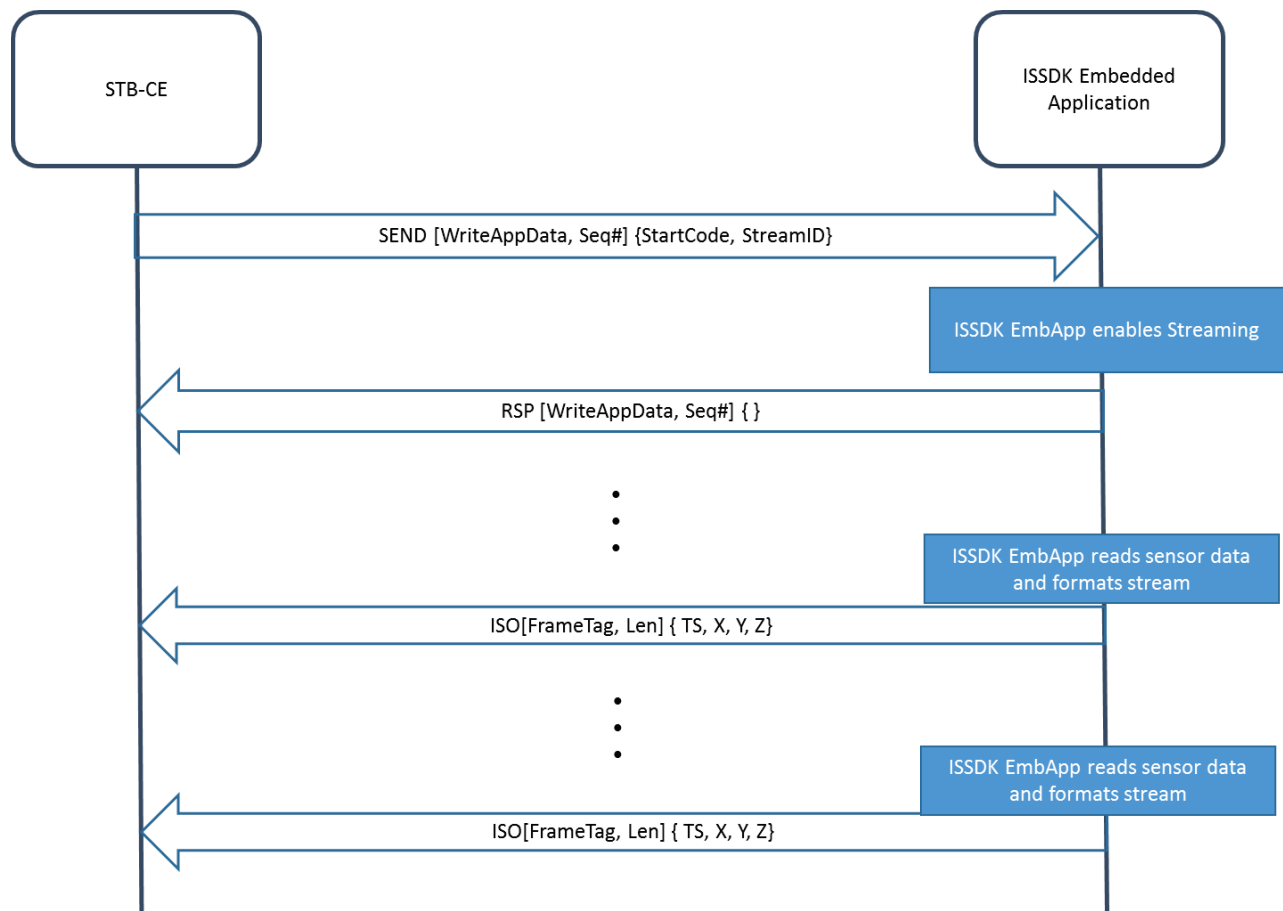 STB-CE
ISSDK Embedded
Application
SEND [WriteAppData, Seq#] {StartCode, StreamID}
ISSDK EmbApp enables Streaming
RSP [WriteAppData, Seq#] { }
ISSDK EmbApp reads sensor data
and formats stream
ISO[FrameTag, Len] { TS, X, Y, Z}
ISSDK EmbApp reads sensor data
and formats stream
ISO[FrameTag, Len] { TS, X, Y, Z}